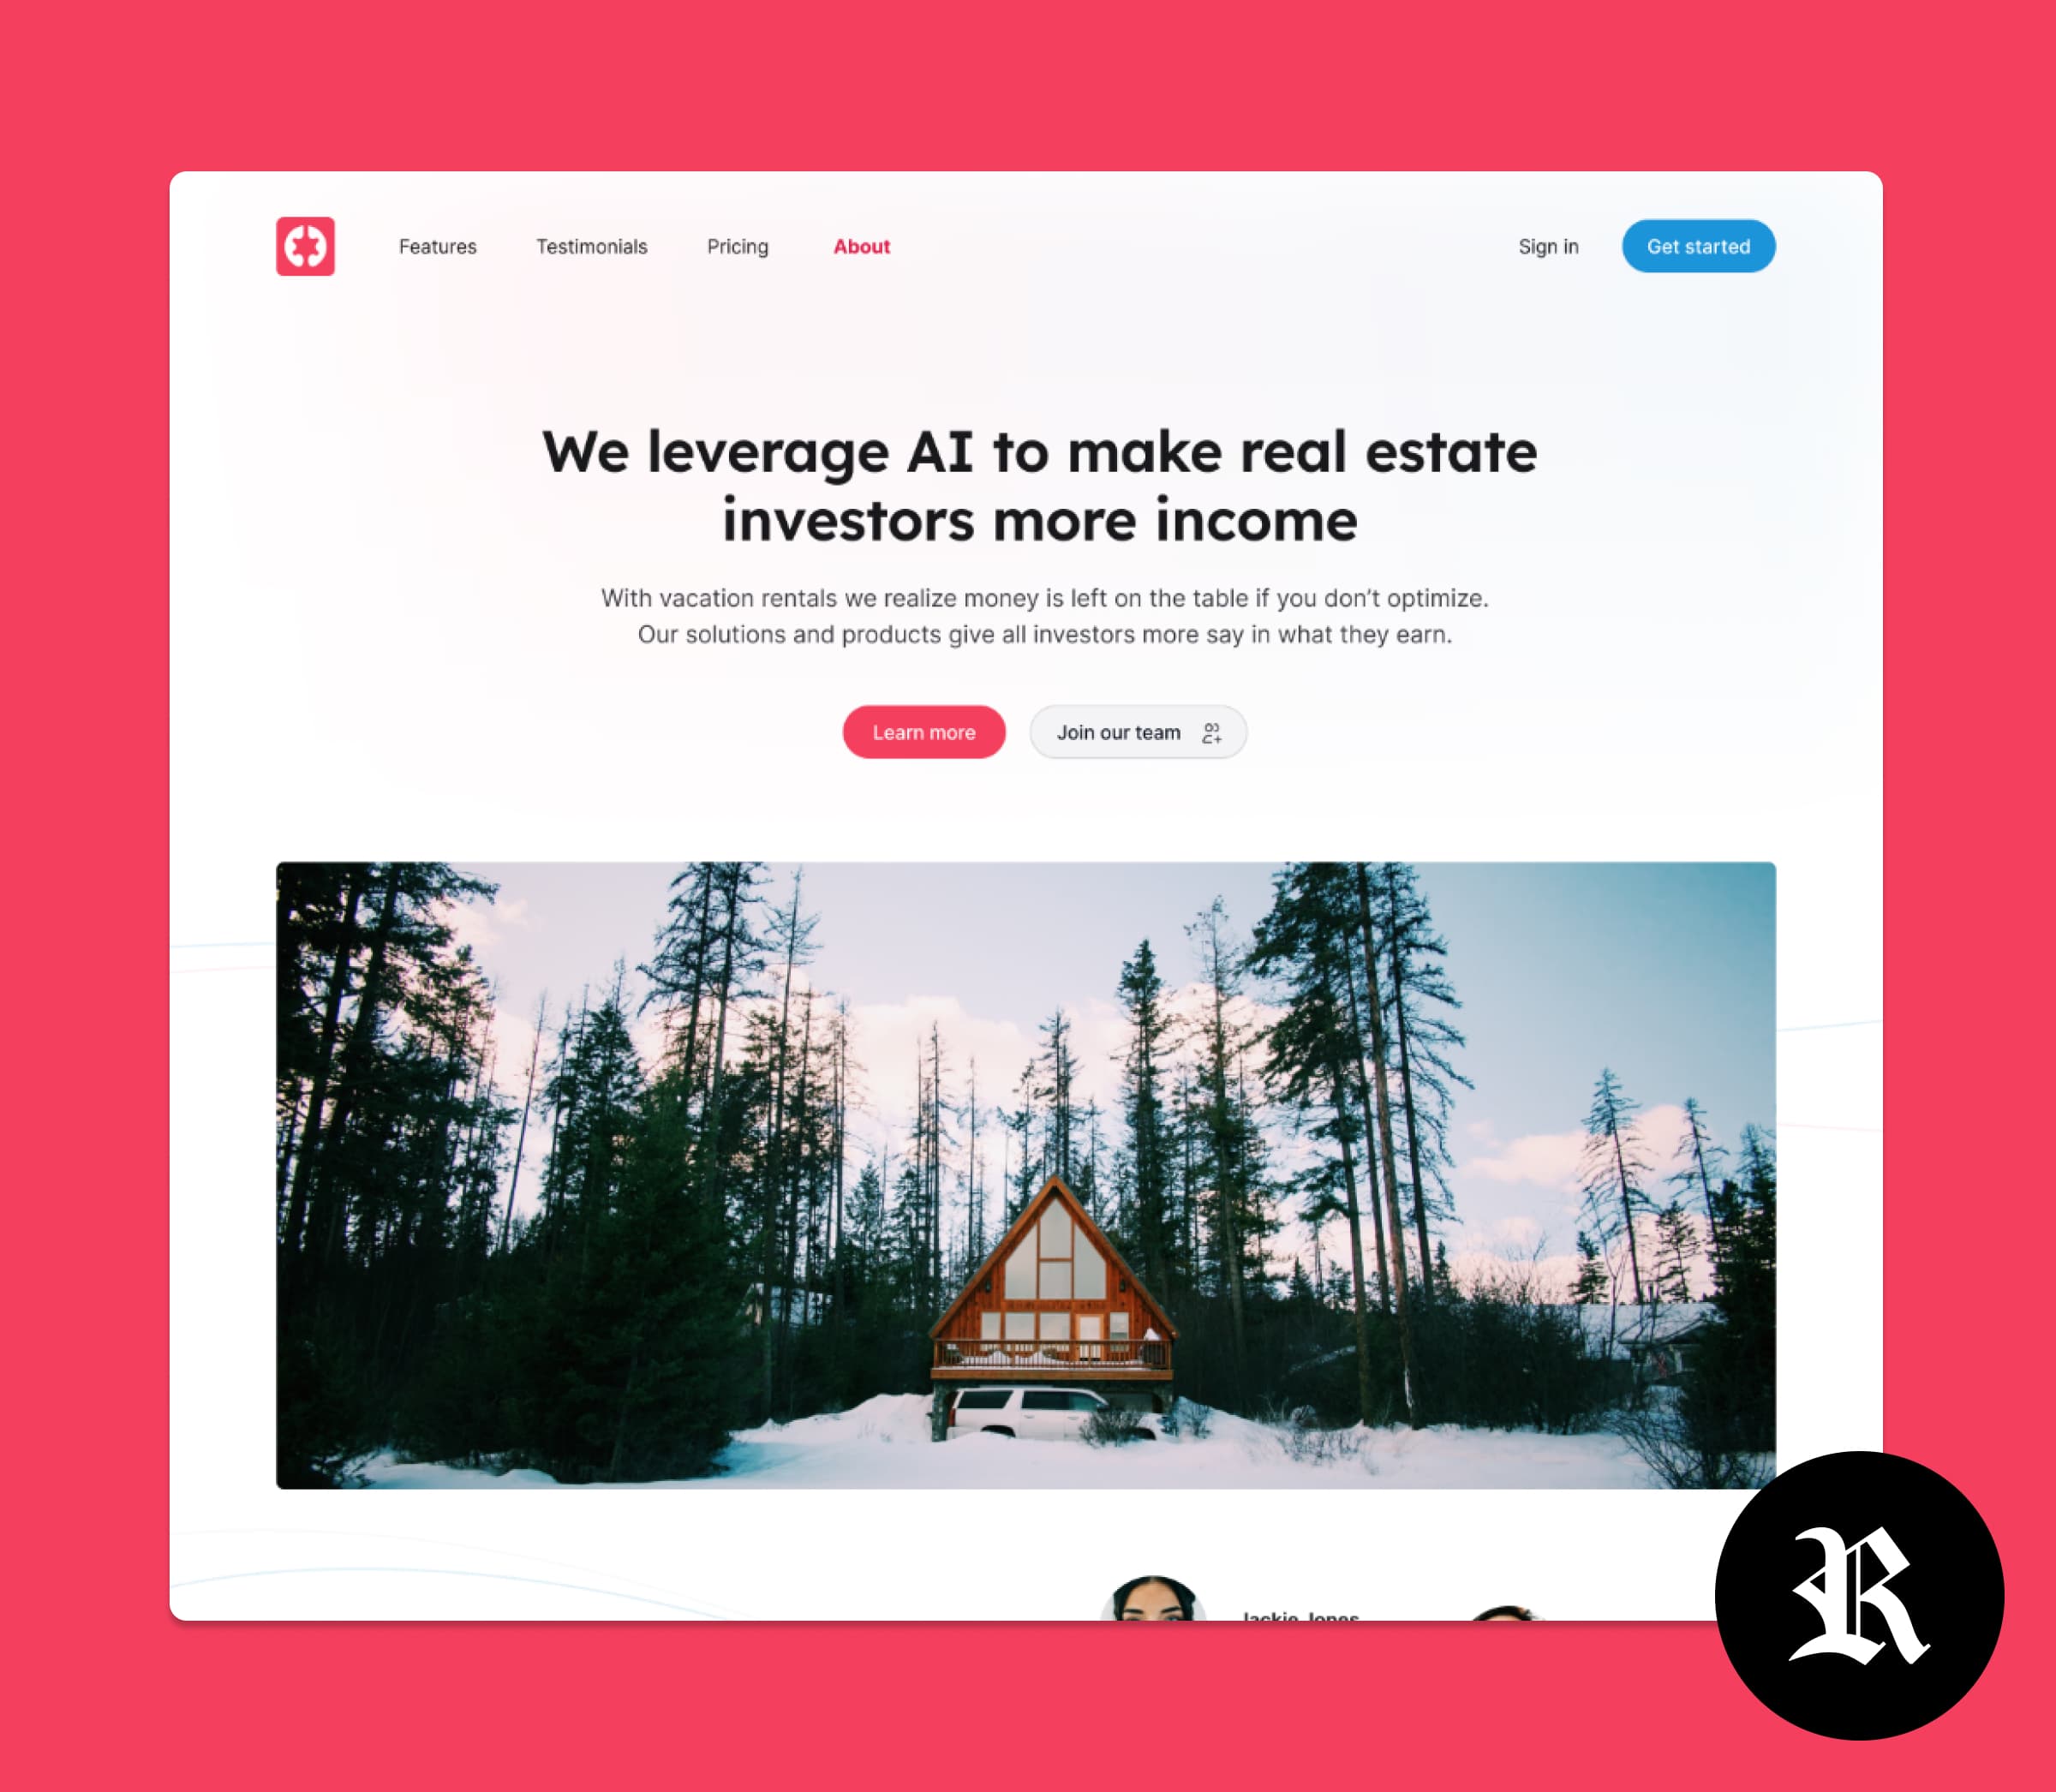 Features
Testimonials
Pricing
About
Sign in
Get started
We leverage AI to make real estate
investors more income
With vacation rentals we realize money is left on the table if you don’t optimize.
Our solutions and products give all investors more say in what they earn.
Learn more
Join our team
Jackie Jones
R